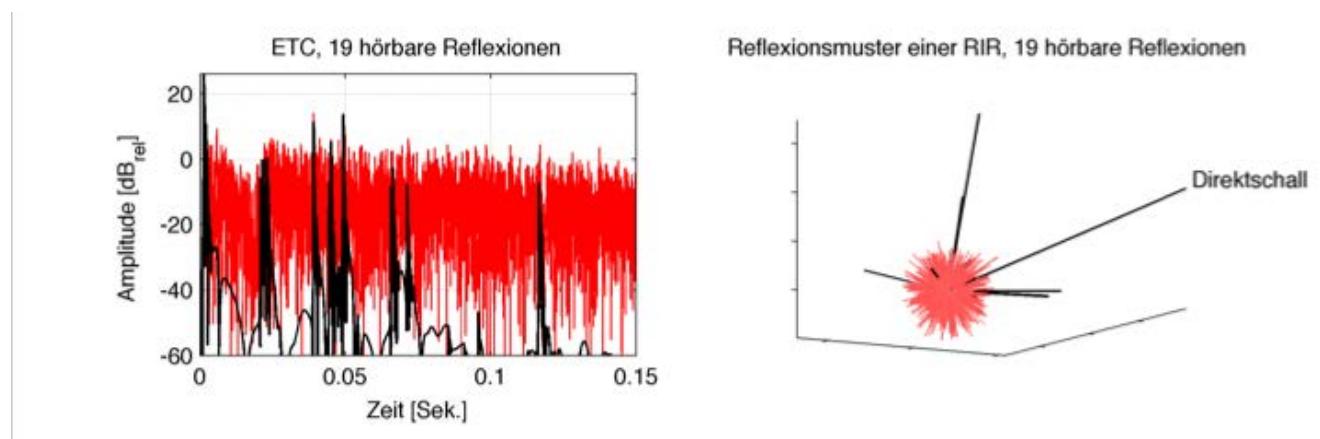 ETC, 19 hörbare Reflexionen
20
0
-20
-40
-60
Amplitude [dBrel]
0
0.05
0.1
0.15
Zeit [Sek.]
Reflexionsmuster einer RIR, 19 hörbare Reflexionen
Direktschall